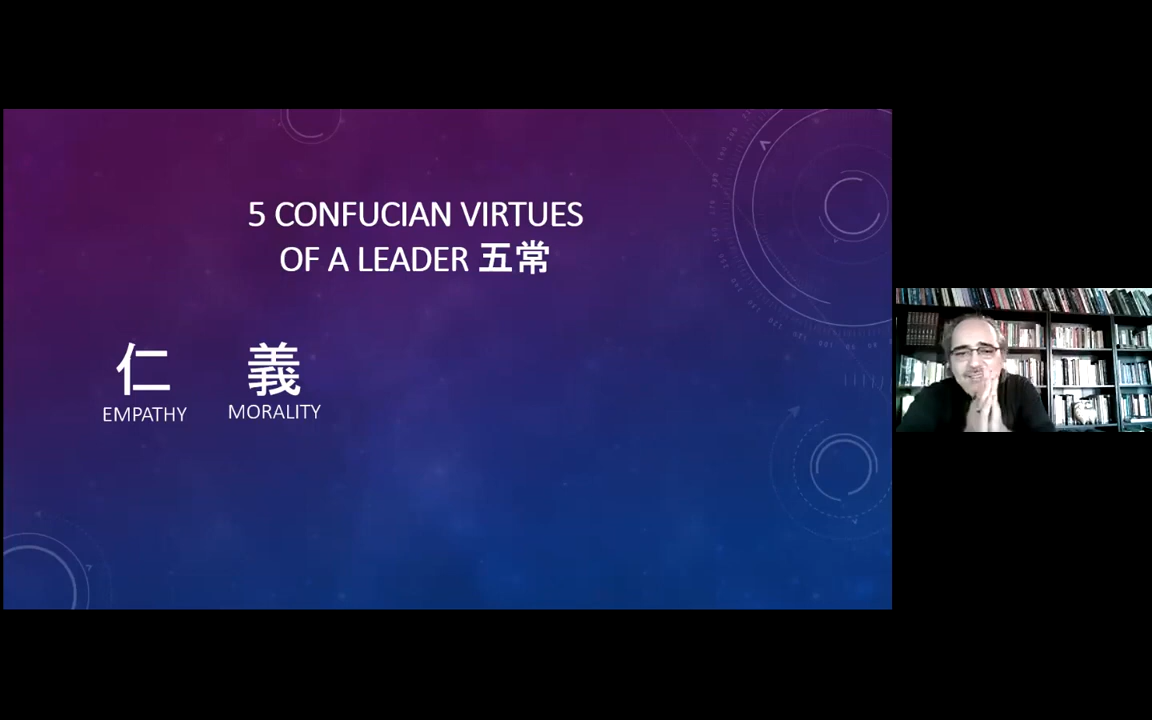 5 CONFUCIAN VIRTUES
OF A LEADER 五常
仁 義
EMPATHY MORALITY